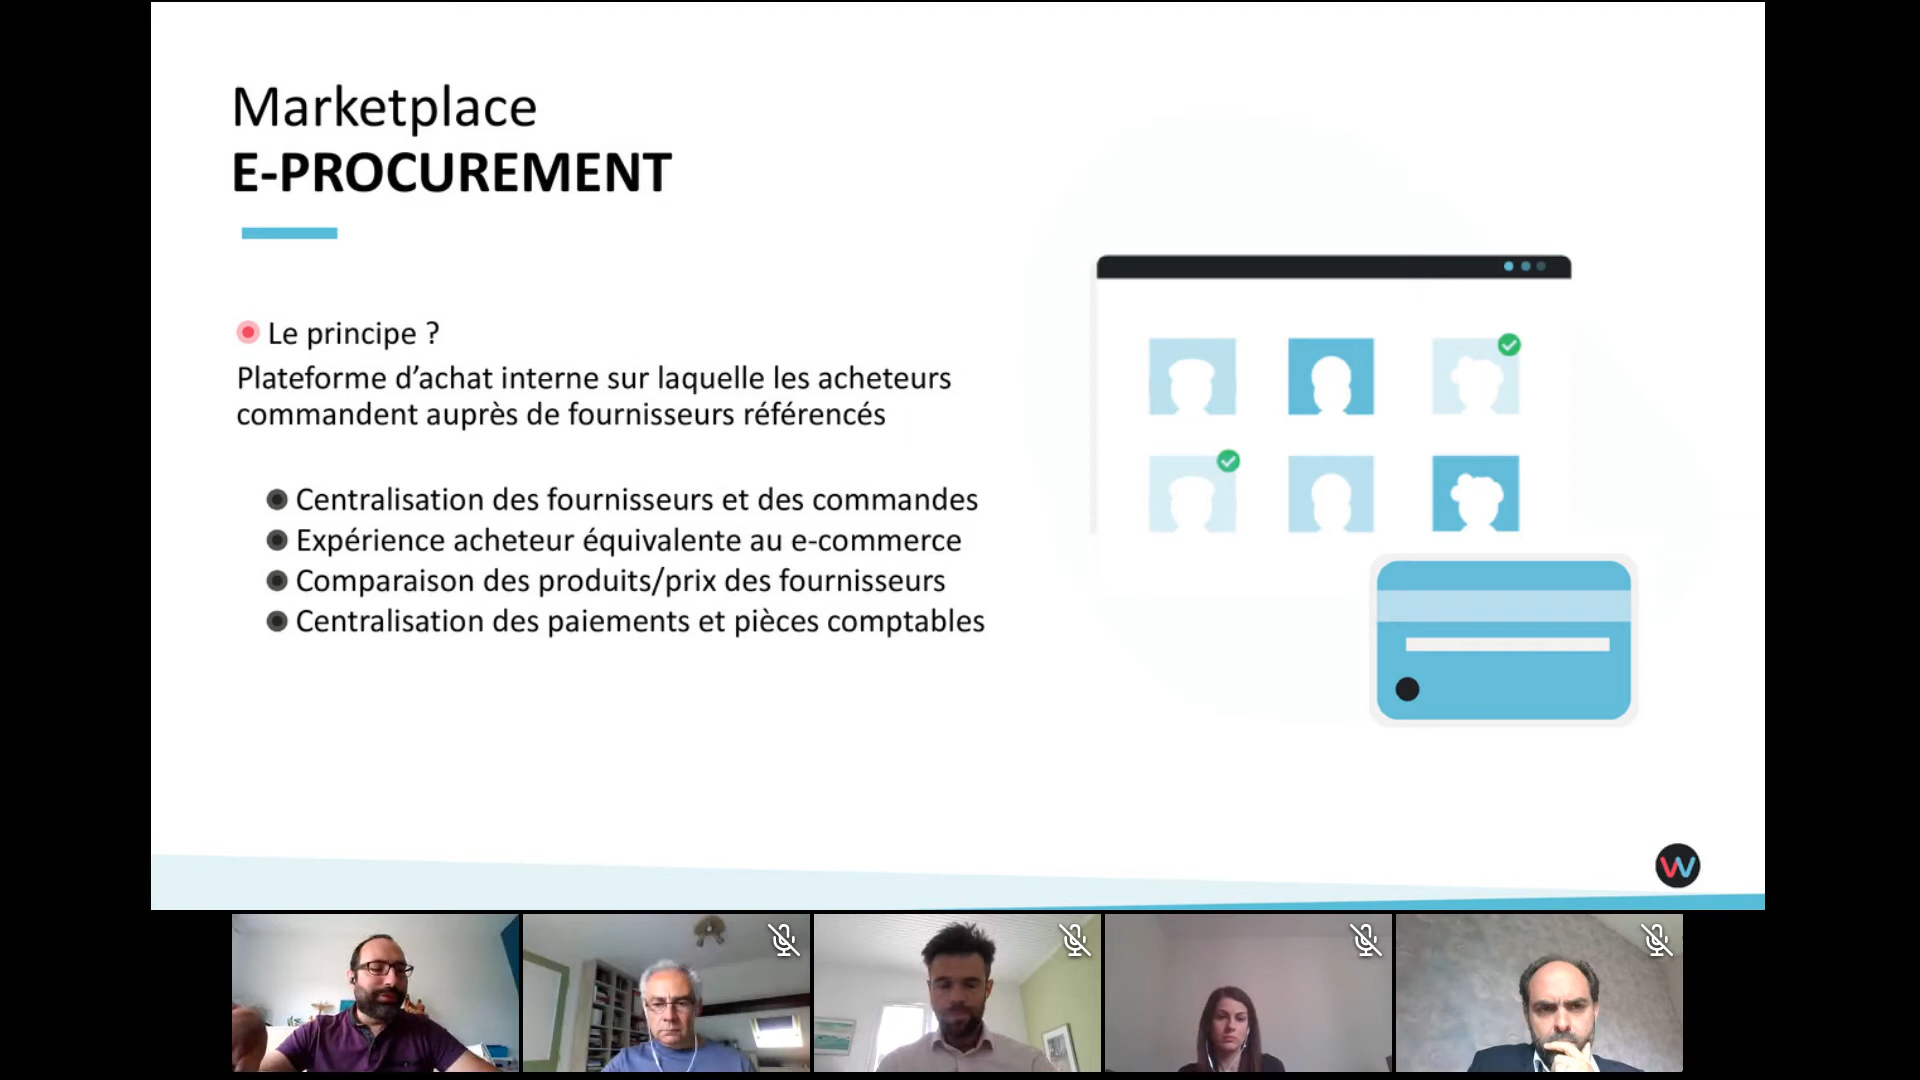 Marketplace
E-PROCUREMENT
Le principe ?
Plateforme d’achat interne sur laquelle les acheteurs
commandent auprès de fournisseurs référencés
Centralisation des fournisseurs et des commandes
Expérience acheteur équivalente au e-commerce
Comparaison des produits/prix des fournisseurs
Centralisation des paiements et pièces comptables
W